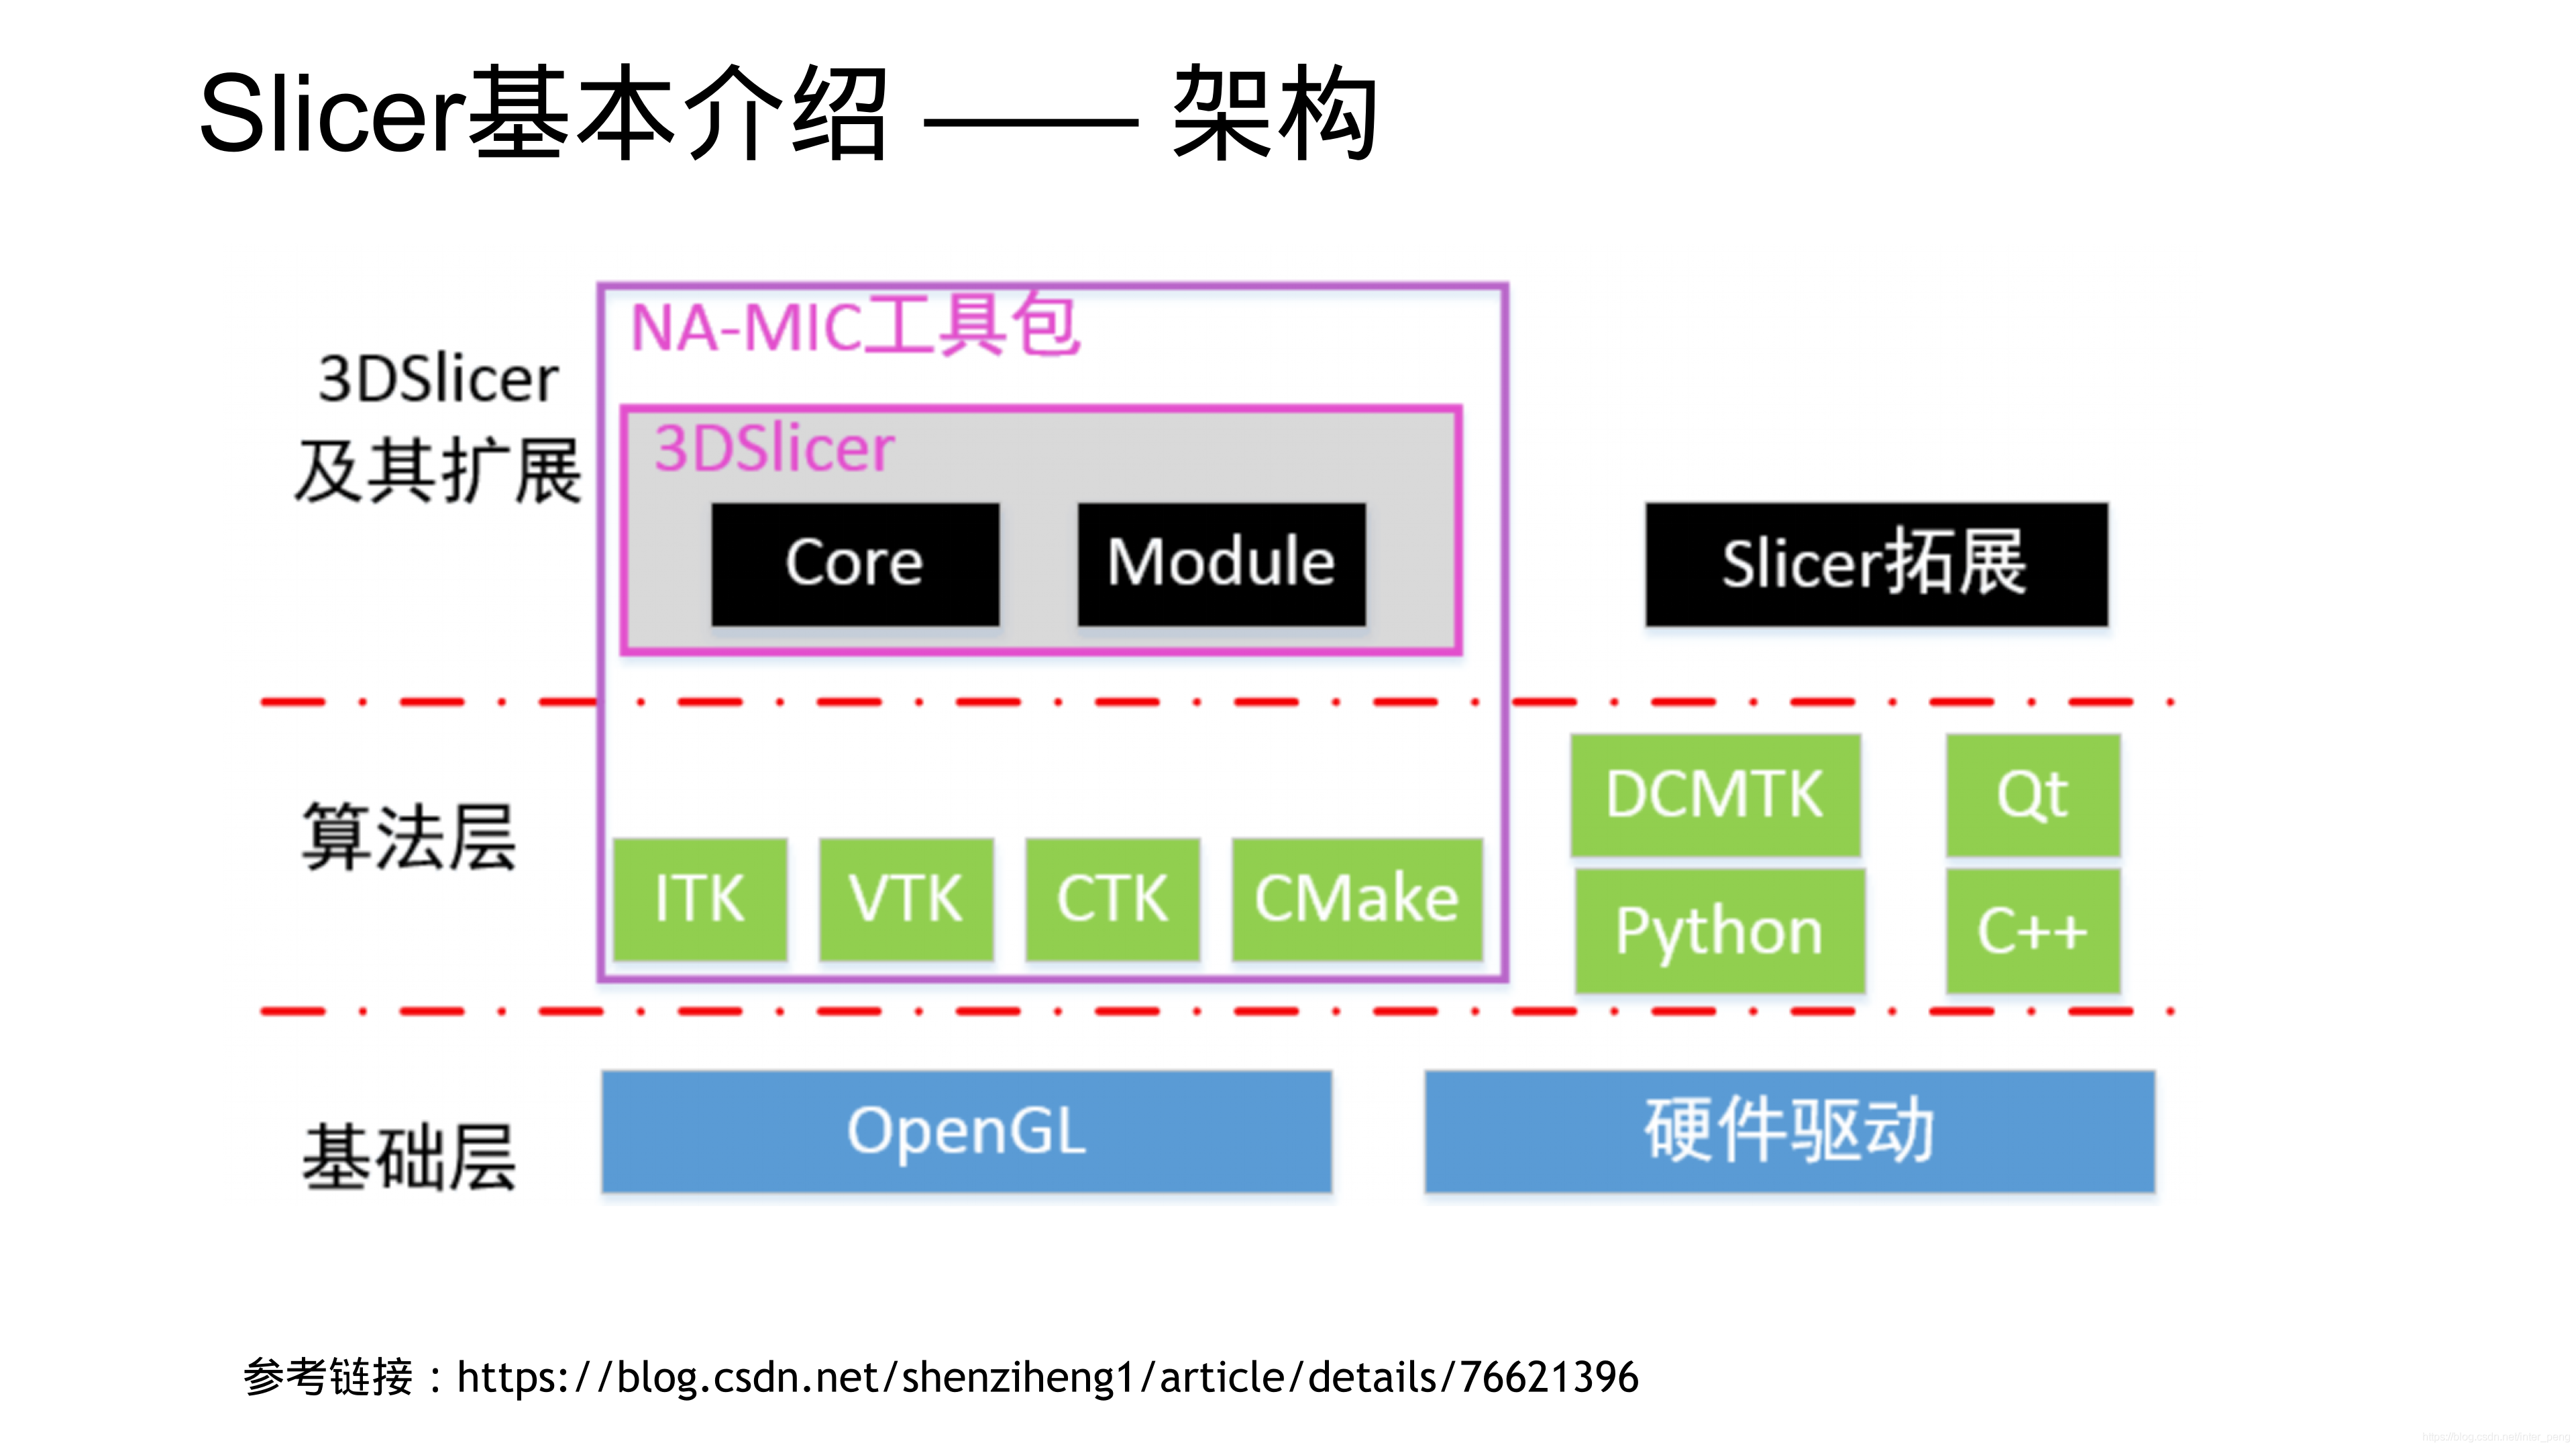 Slicer基本介绍 —— 架构
NA-MIC工具包
3DSlicer
及其扩展
3DSlicer
Core
Module
Slicer拓展
算法层
DCMTK
Qt
ITK
VTK
CTK
CMake
Python
C++
基础层
OpenGL
硬件驱动
参考链接：https://blog.csdn.net/shenziheng1/article/details/76621396